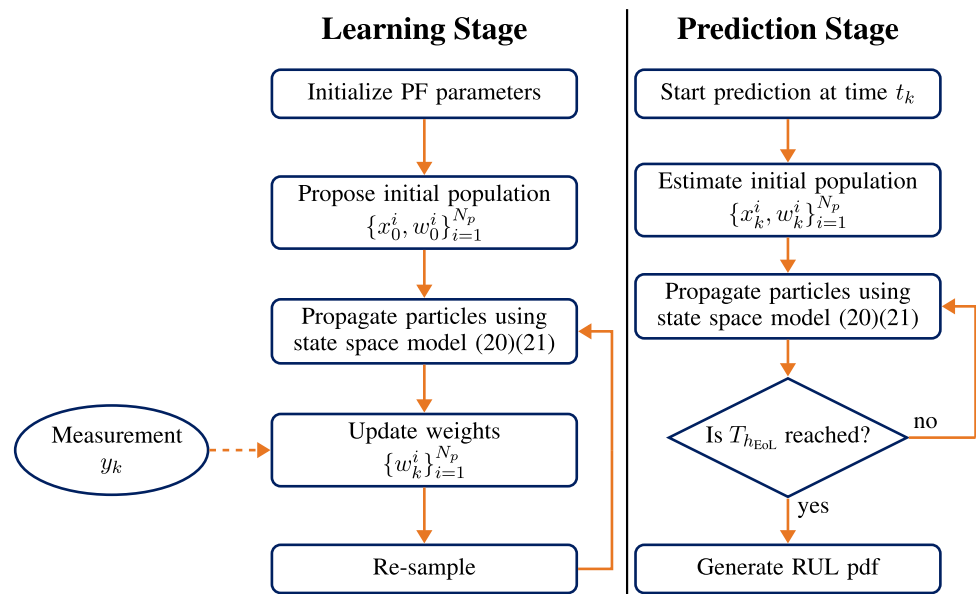 Learning Stage
Initialize PF parameters
Propose initial population
$\{x_0^i, w_0^i\}_{i=1}^{N_p}$
Propagate particles using
state space model (20)(21)
Measurement
$y_k$
Update weights
$\{w_k^i\}_{i=1}^{N_p}$
Re-sample
Prediction Stage
Start prediction at time $t_k$
Estimate initial population
$\{x_k^i, w_k^i\}_{i=1}^{N_p}$
Propagate particles using
state space model (20)(21)
Is $T_{h_{\mathrm{EoL}}}$ reached?
no
yes
Generate RUL pdf